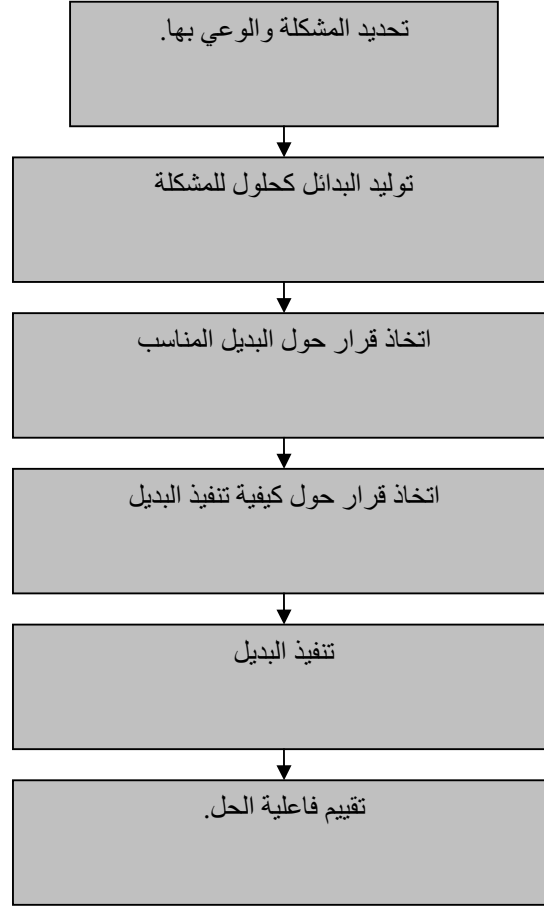 تحديد المشكلة والوعي بها.
توليد البدائل كحلول للمشكلة
اتخاذ قرار حول البديل المناسب
اتخاذ قرار حول كيفية تنفيذ البديل
تنفيذ البديل
تقييم فاعلية الحل.